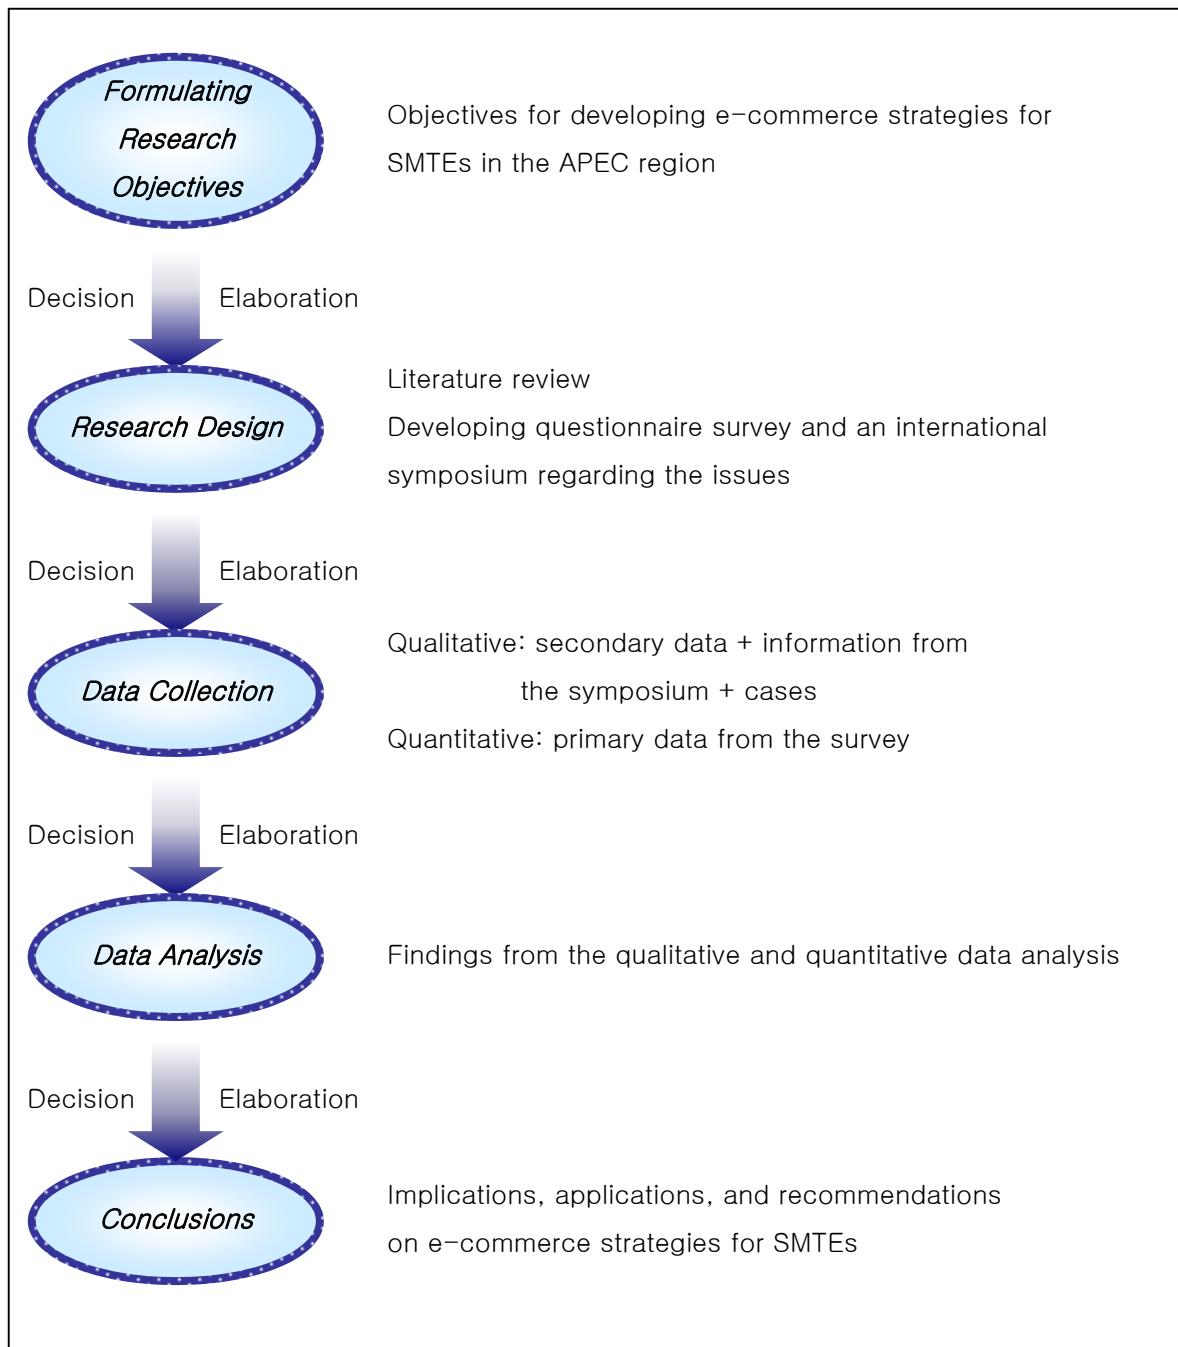 Formulating
Research
Objectives
Objectives for developing e-commerce strategies for
SMTEs in the APEC region
Decision Elaboration
Research Design
Literature review
Developing questionnaire survey and an international
symposium regarding the issues
Decision Elaboration
Data Collection
Qualitative: secondary data + information from
the symposium + cases
Quantitative: primary data from the survey
Decision Elaboration
Data Analysis
Findings from the qualitative and quantitative data analysis
Decision Elaboration
Conclusions
Implications, applications, and recommendations
on e-commerce strategies for SMTEs